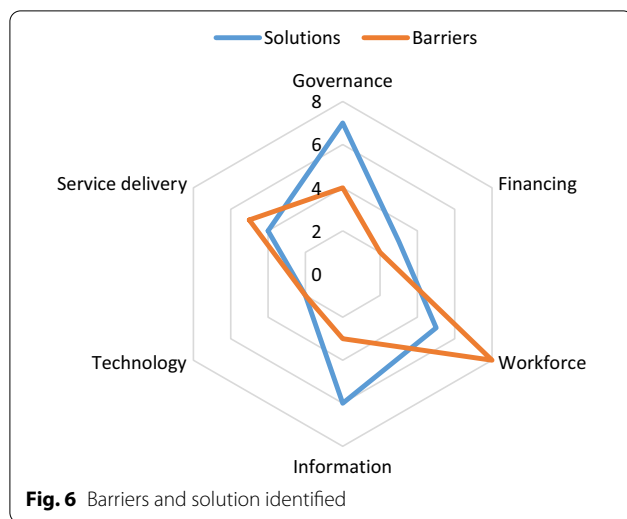 Solutions Barriers
Governance
8
6
4
2
0
Service delivery
Financing
Technology
Workforce
Information
Fig. 6 Barriers and solution identified